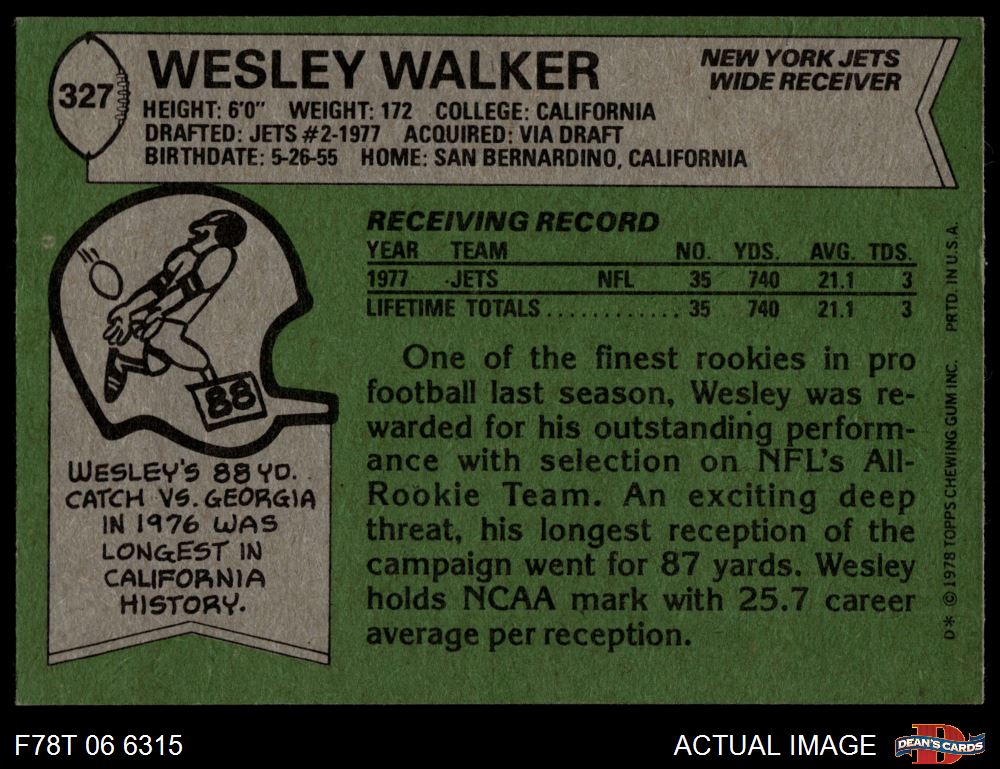 327
WESLEY WALKER
NEW YORK JETS
WIDE RECEIVER
HEIGHT: 6'0" WEIGHT: 172 COLLEGE: CALIFORNIA
DRAFTED: JETS #2-1977 ACQUIRED: VIA DRAFT
BIRTHDATE: 5-26-55 HOME: SAN BERNARDINO, CALIFORNIA
88
WESLEY'S 88 YD.
CATCH VS. GEORGIA
IN 1976 WAS
LONGEST IN
CALIFORNIA
HISTORY.
RECEIVING RECORD
YEAR TEAM NO. YDS. AVG. TDS.
1977 JETS NFL 35 740 21.1 3
LIFETIME TOTALS ............ 35 740 21.1 3
One of the finest rookies in pro
football last season, Wesley was re-
warded for his outstanding perform-
ance with selection on NFL's All-
Rookie Team. An exciting deep
threat, his longest reception of the
campaign went for 87 yards. Wesley
holds NCAA mark with 25.7 career
average per reception.
D* © 1978 TOPPS CHEWING GUM INC. PRTD. IN U.S.A.
F78T 06 6315
ACTUAL IMAGE
D
DEAN'S CARDS